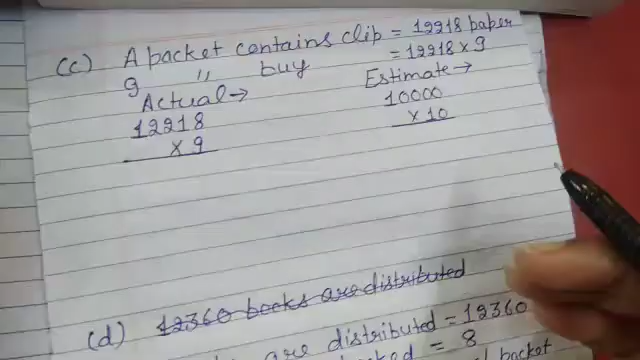 (c) A packet contains clip = 12218 paper
9 " buy = 12218 × 9
Actual→ Estimate→
12218 10000
× 9 × 10
(d) 12360 books are distributed
are distributed = 12360
= 8
packet